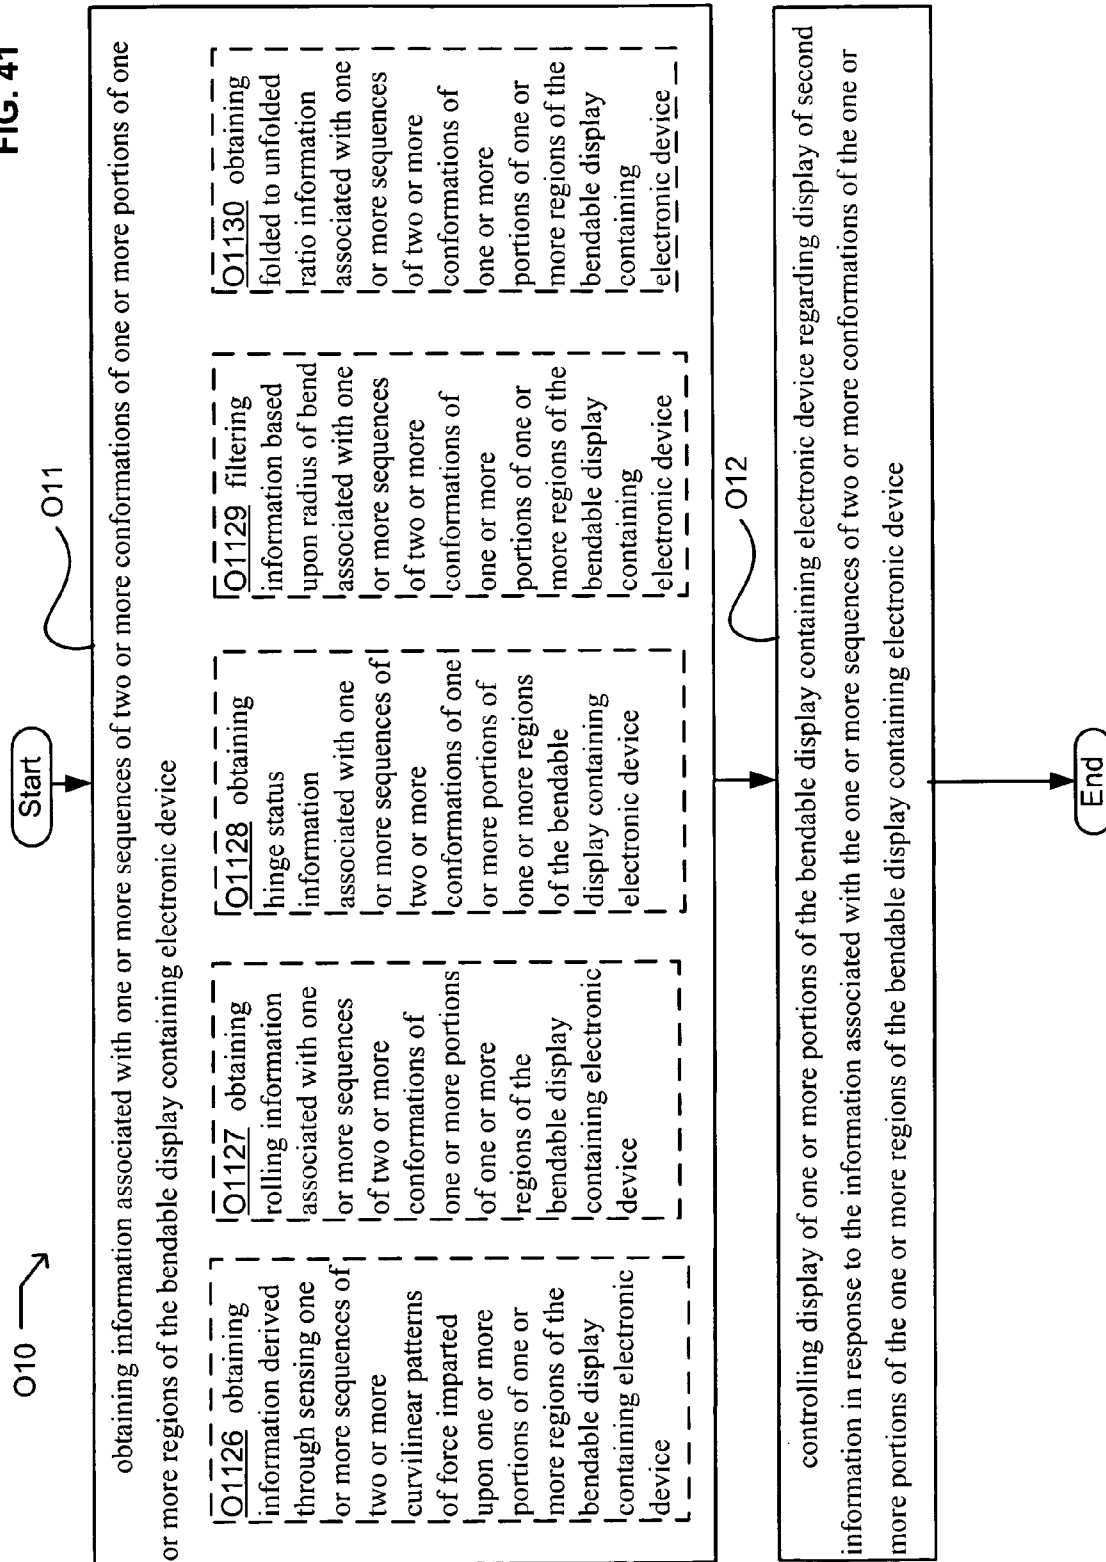 FIG. 41
O10
Start
O11
obtaining information associated with one or more sequences of two or more conformations of one or more portions of one
or more regions of the bendable display containing electronic device
O1126 obtaining
information derived
through sensing one
or more sequences of
two or more
curvilinear patterns
of force imparted
upon one or more
portions of one or
more regions of the
bendable display
containing electronic
device
O1127 obtaining
rolling information
associated with one
or more sequences
of two or more
conformations of
one or more portions
of one or more
regions of the
bendable display
containing electronic
device
O1128 obtaining
hinge status
information
associated with one
or more sequences of
two or more
conformations of one
or more portions of
one or more regions
of the bendable
display containing
electronic device
O1129 filtering
information based
upon radius of bend
associated with one
or more sequences
of two or more
conformations of
one or more
portions of one or
more regions of the
bendable display
containing
electronic device
O1130 obtaining
folded to unfolded
ratio information
associated with one
or more sequences
of two or more
conformations of
one or more
portions of one or
more regions of the
bendable display
containing
electronic device
O12
controlling display of one or more portions of the bendable display containing electronic device regarding display of second
information in response to the information associated with the one or more sequences of two or more conformations of the one or
more portions of the one or more regions of the bendable display containing electronic device
End